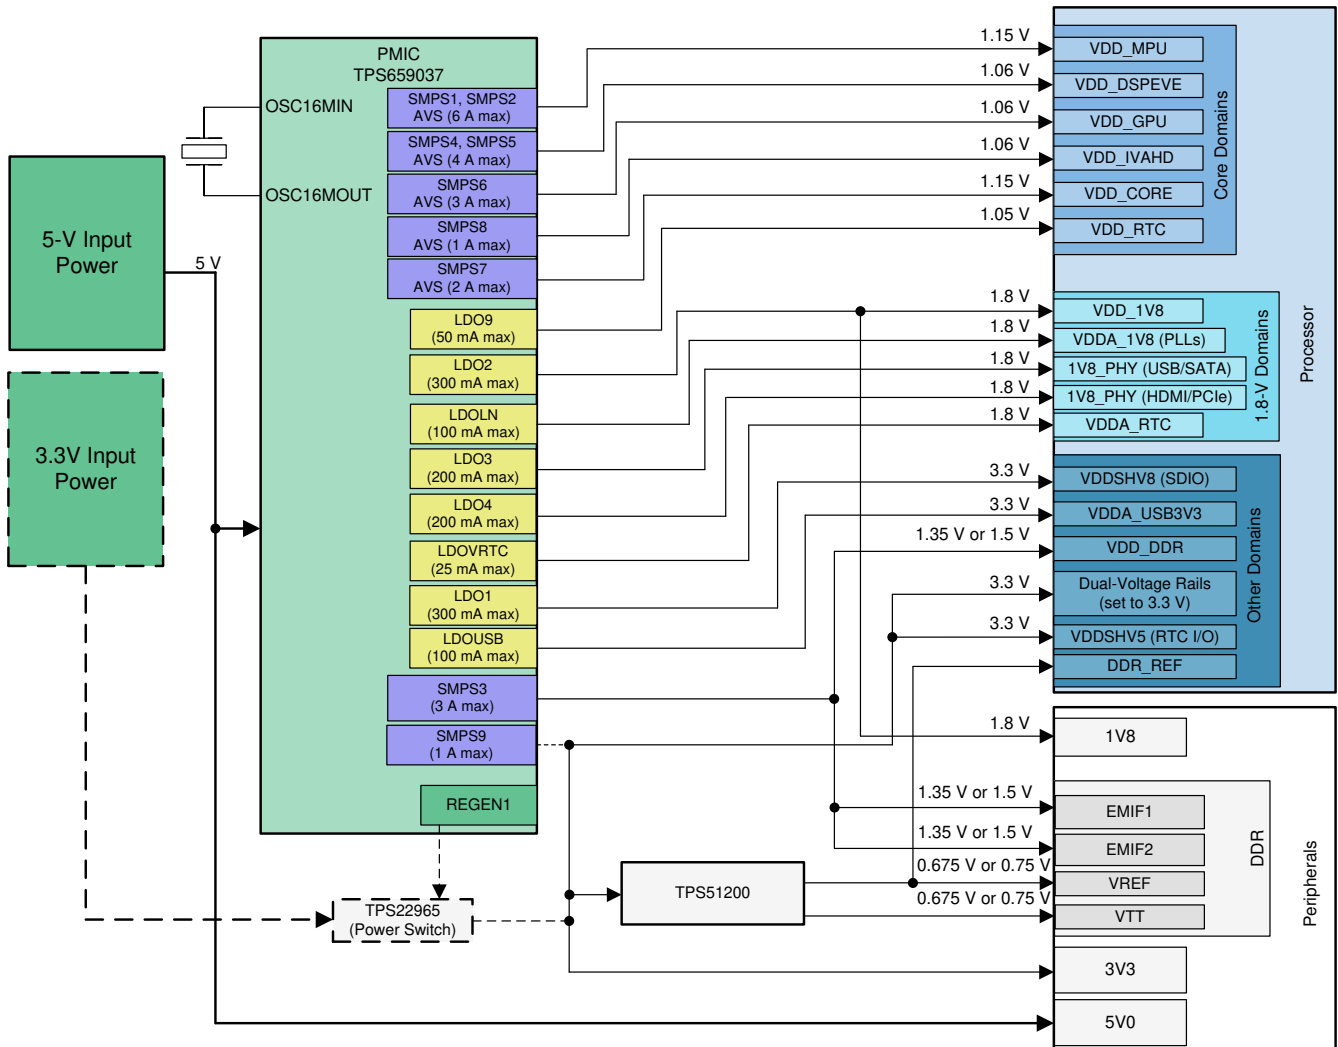 5-V Input
Power
5 V
3.3V Input
Power
PMIC
TPS659037
OSC16MIN
OSC16MOUT
SMPS1, SMPS2
AVS (6 A max)
SMPS4, SMPS5
AVS (4 A max)
SMPS6
AVS (3 A max)
SMPS8
AVS (1 A max)
SMPS7
AVS (2 A max)
LDO9
(50 mA max)
LDO2
(300 mA max)
LDOLN
(100 mA max)
LDO3
(200 mA max)
LDO4
(200 mA max)
LDOVRTC
(25 mA max)
LDO1
(300 mA max)
LDOUSB
(100 mA max)
SMPS3
(3 A max)
SMPS9
(1 A max)
REGEN1
TPS22965
(Power Switch)
TPS51200
1.15 V
VDD_MPU
1.06 V
VDD_DSPEVE
1.06 V
VDD_GPU
1.06 V
VDD_IVAHD
1.15 V
VDD_CORE
1.05 V
VDD_RTC
Core Domains
1.8 V
VDD_1V8
1.8 V
VDDA_1V8 (PLLs)
1.8 V
1V8_PHY (USB/SATA)
1.8 V
1V8_PHY (HDMI/PCIe)
1.8 V
VDDA_RTC
1.8-V Domains
3.3 V
VDDSHV8 (SDIO)
3.3 V
VDDA_USB3V3
1.35 V or 1.5 V
VDD_DDR
3.3 V
Dual-Voltage Rails
(set to 3.3 V)
3.3 V
VDDSHV5 (RTC I/O)
DDR_REF
Other Domains
Processor
1.8 V
1V8
1.35 V or 1.5 V
EMIF1
1.35 V or 1.5 V
EMIF2
0.675 V or 0.75 V
VREF
0.675 V or 0.75 V
VTT
DDR
3V3
5V0
Peripherals